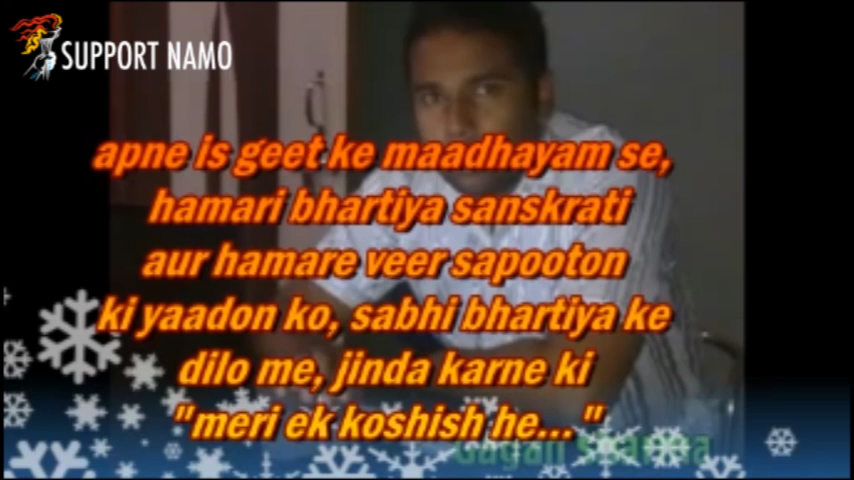 SUPPORT NAMO
apne is geet ke maadhayam se,
hamari bhartiya sanskrati
aur hamare veer sapooton
ki yaadon ko, sabhi bhartiya ke
dilo me, jinda karne ki
"meri ek koshish he..."
Gagan